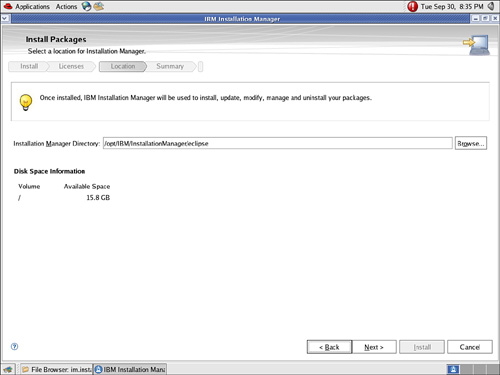 Applications Actions Tue Sep 30, 8:35 PM
IBM Installation Manager
Install Packages
Select a location for Installation Manager.
Install Licenses Location Summary
Once installed, IBM Installation Manager will be used to install, update, modify, manage and uninstall your packages.
Installation Manager Directory: /opt/IBM/InstallationManager/eclipse Browse...
Disk Space Information
Volume Available Space
/ 15.8 GB
? < Back Next > Install Cancel
File Browser: im.inst IBM Installation Mana